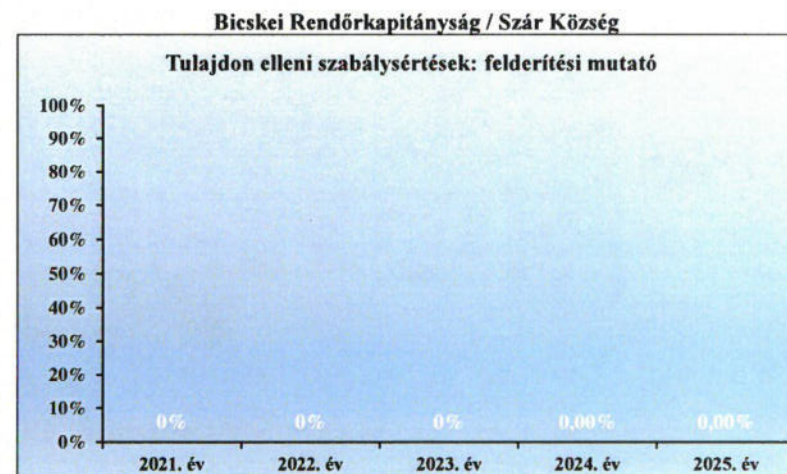 Bicskei Rendőrkapitányság / Szár Község
Tulajdon elleni szabálysértések: felderítési mutató
100%
90%
80%
70%
60%
50%
40%
30%
20%
10%
0%
0% 0% 0% 0,00% 0,00%
2021. év 2022. év 2023. év 2024. év 2025. év